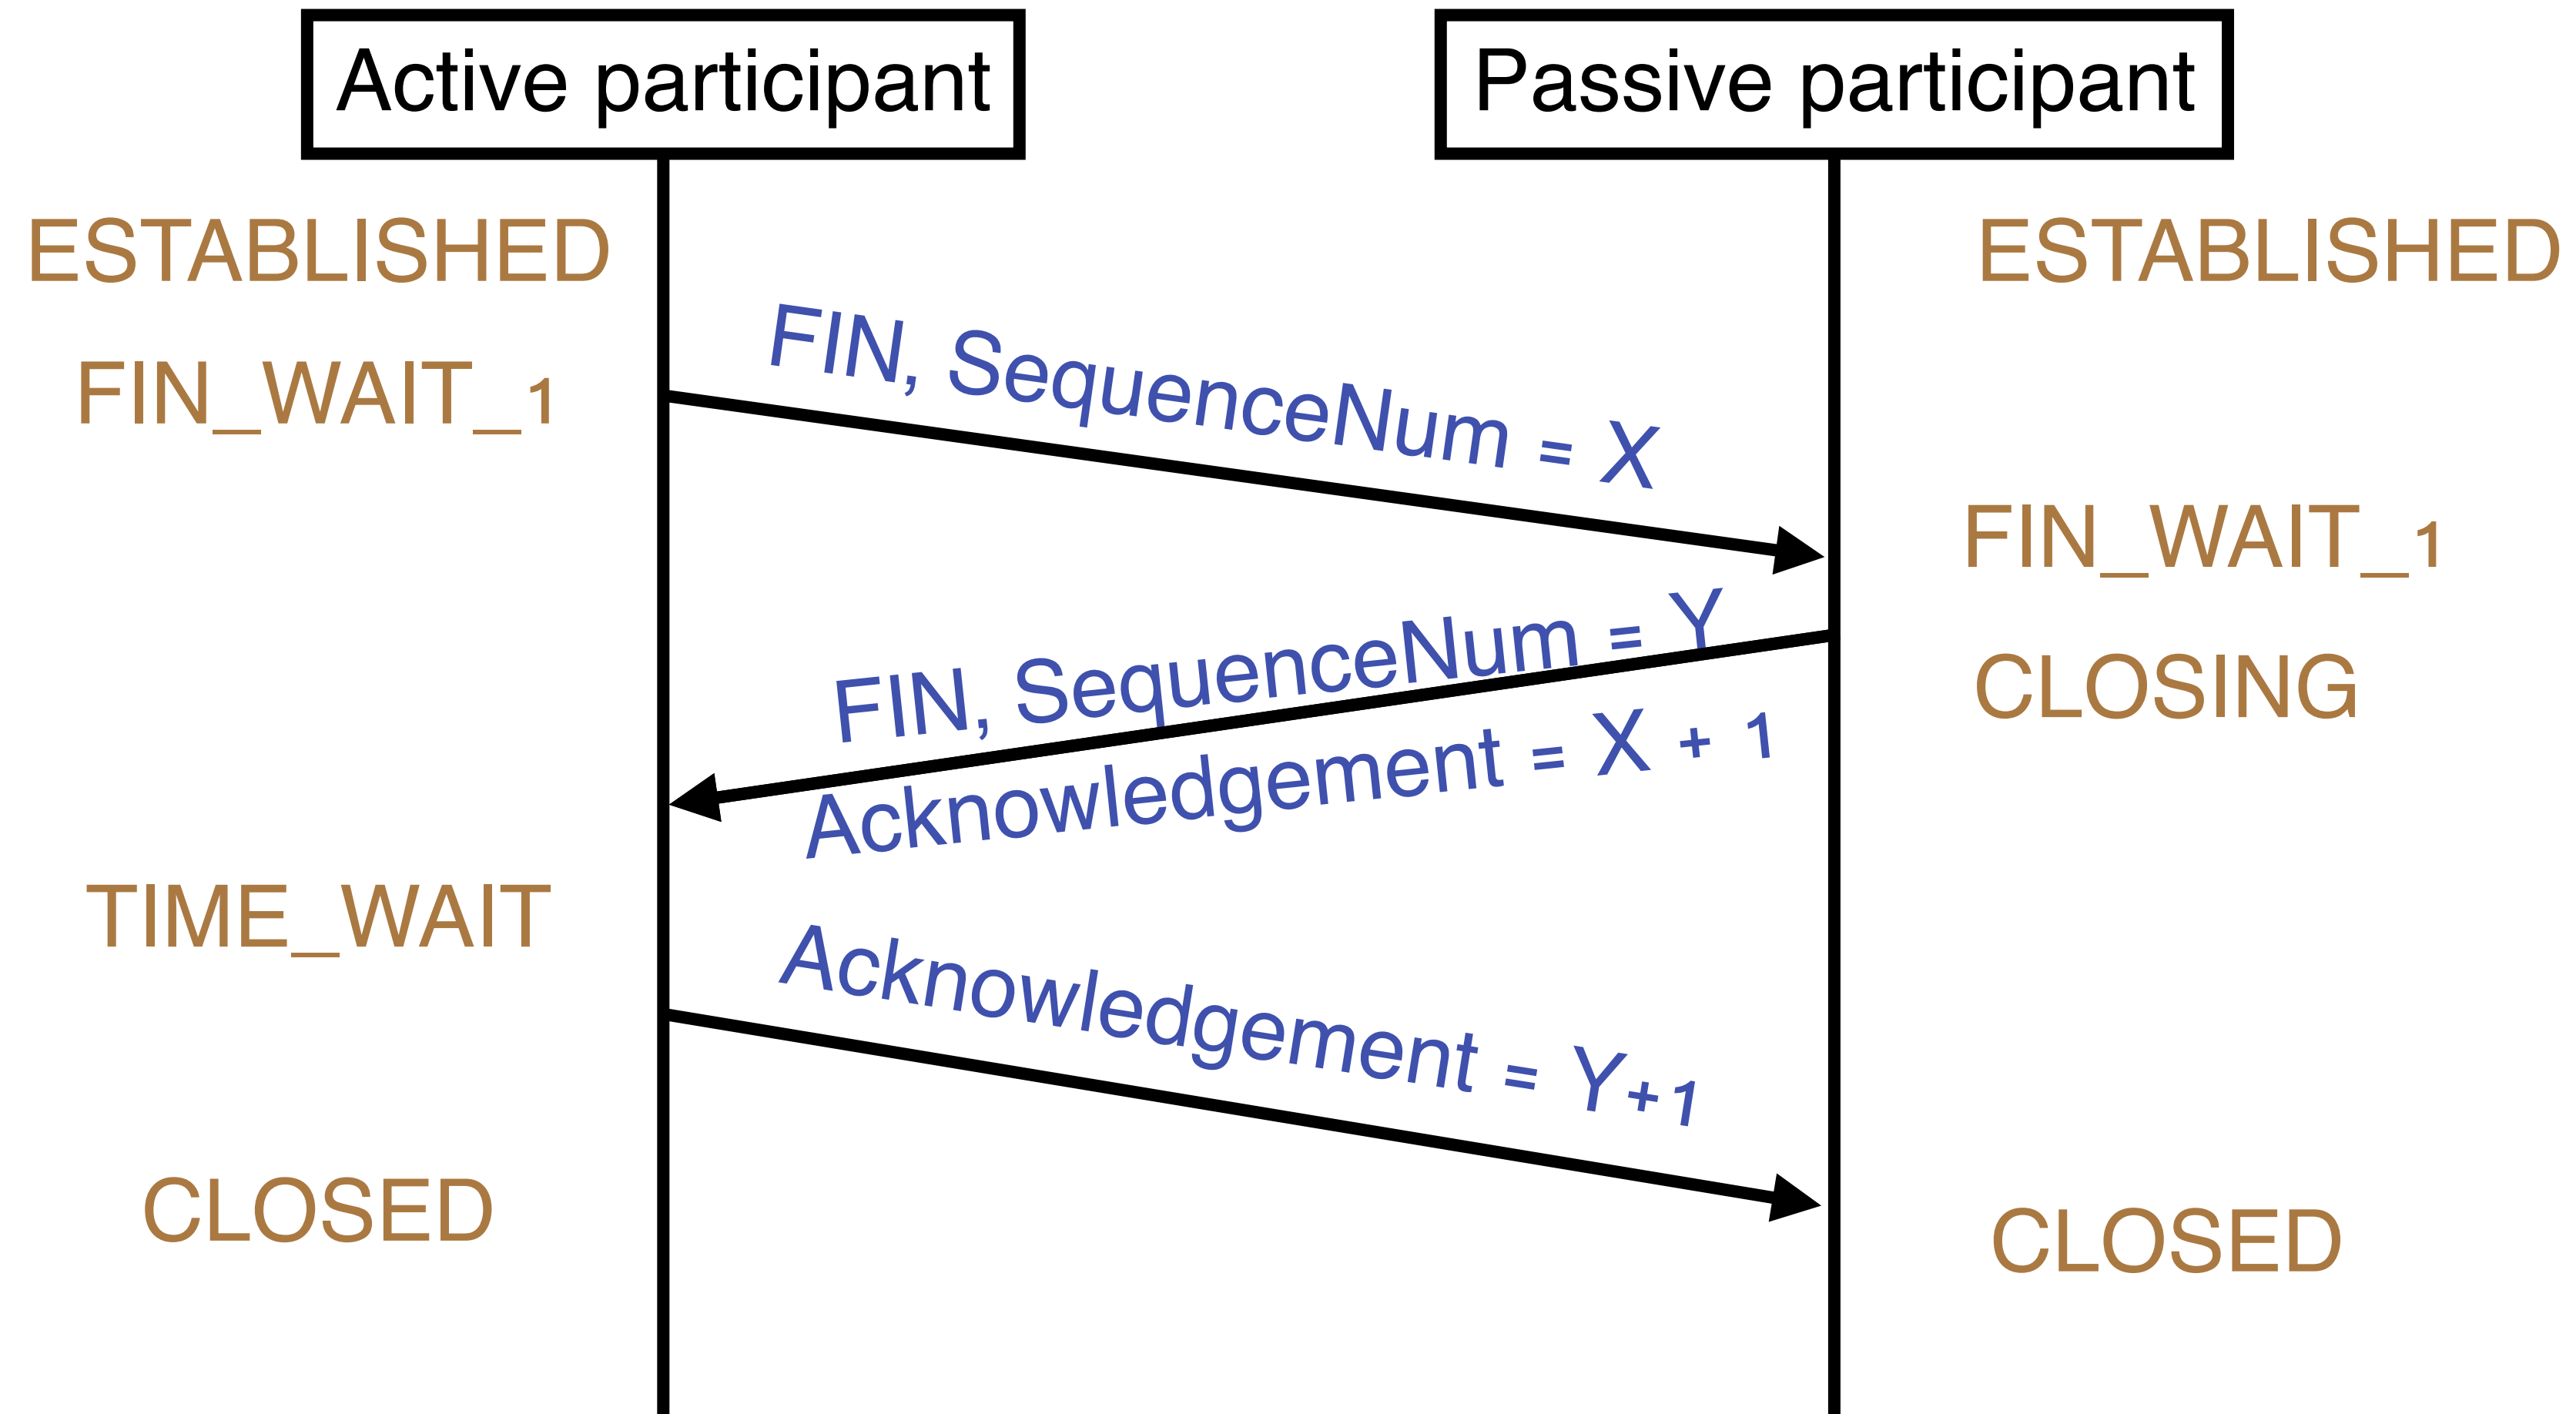 Active participant
Passive participant
ESTABLISHED
ESTABLISHED
FIN_WAIT_1
FIN, SequenceNum = X
FIN_WAIT_1
FIN, SequenceNum = Y
Acknowledgement = X + 1
CLOSING
TIME_WAIT
Acknowledgement = Y+1
CLOSED
CLOSED